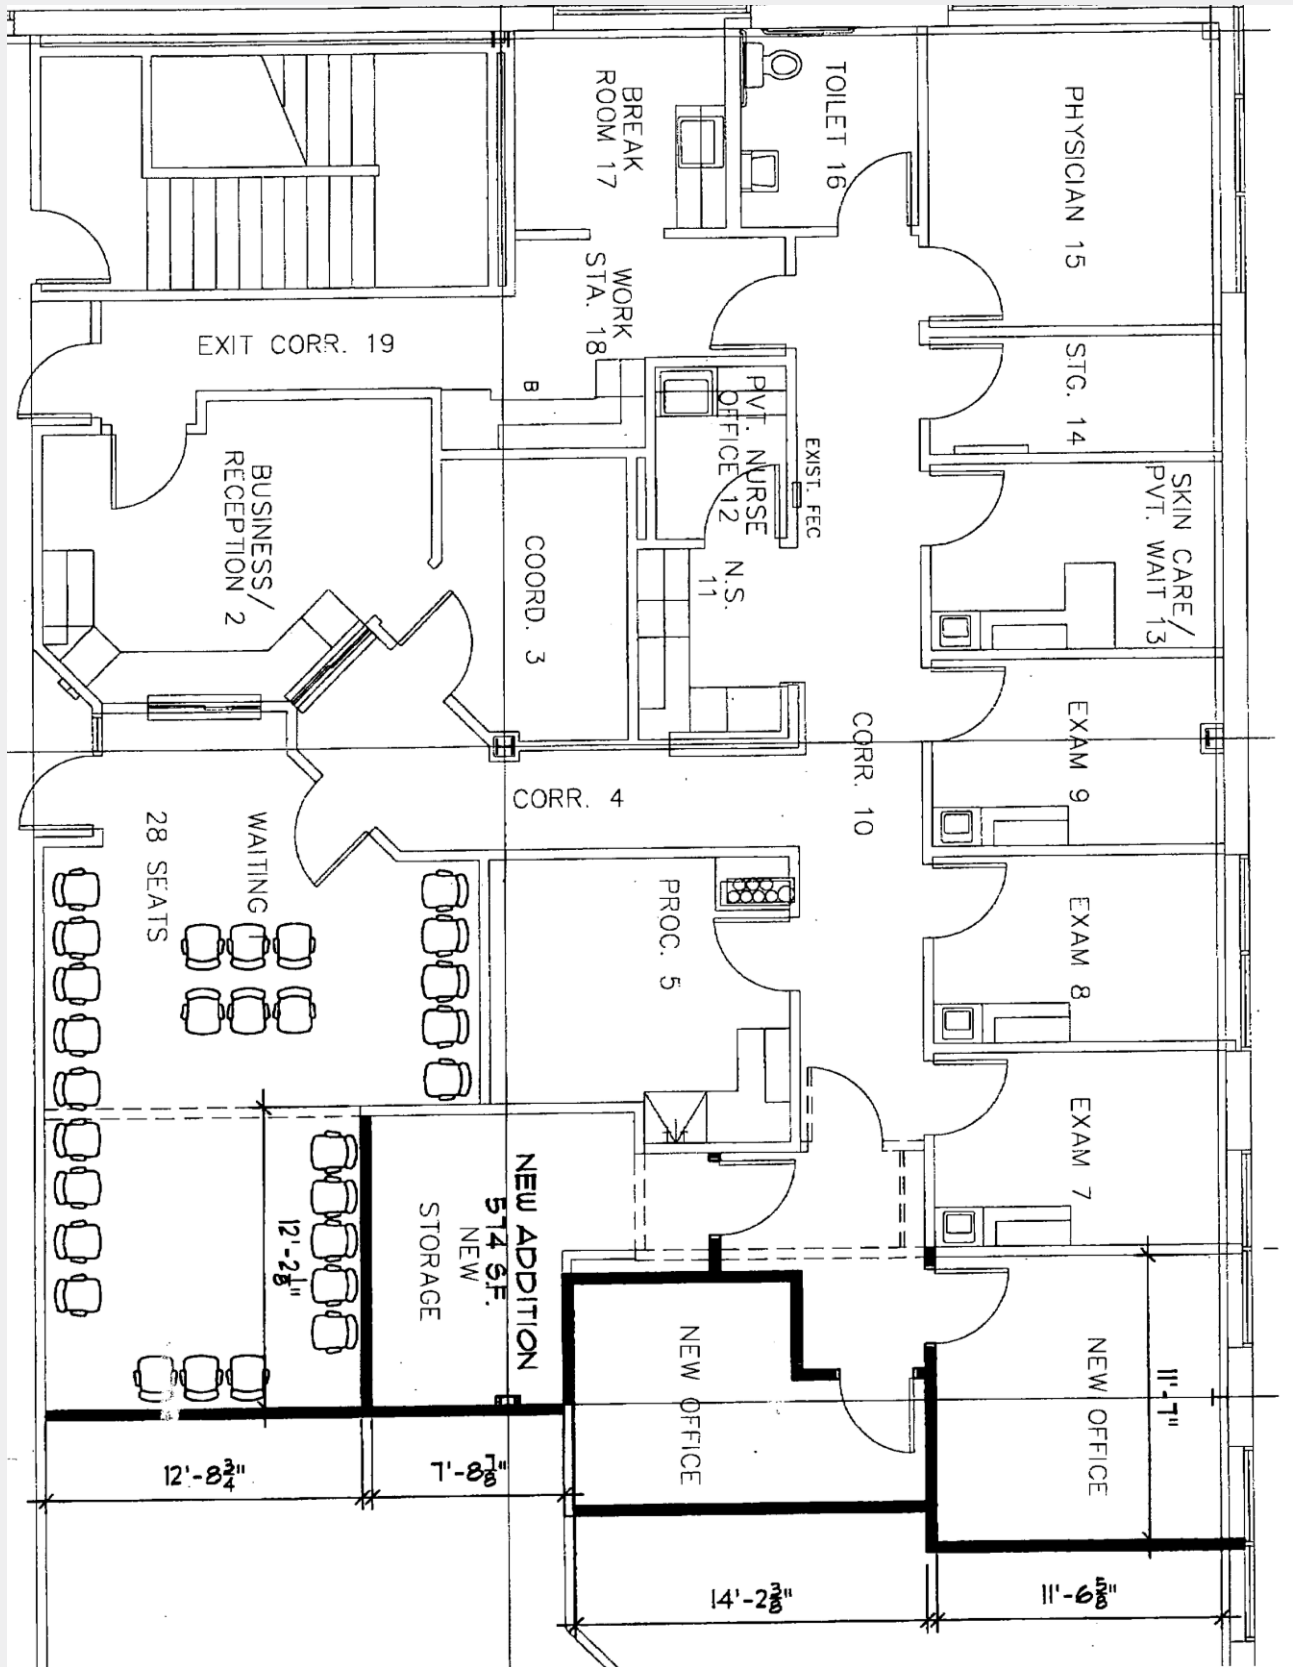 BREAK
ROOM 17
TOILET 16
PHYSICIAN 15
WORK
STA. 18
EXIT CORR. 19
B
STG. 14
PVT. NURSE
OFFICE 12
EXIST. FEC
SKIN CARE/
PVT. WAIT 13
BUSINESS/
RECEPTION 2
COORD. 3
N.S.
11
CORR. 10
EXAM 9
CORR. 4
WAITING 1
28 SEATS
PROC. 5
EXAM 8
EXAM 7
NEW ADDITION
574 S.F.
NEW
STORAGE
12'-2 1/8"
NEW OFFICE
NEW OFFICE
11'-7"
12'-8 3/4"
7'-8 7/8"
14'-2 3/8"
11'-6 5/8"